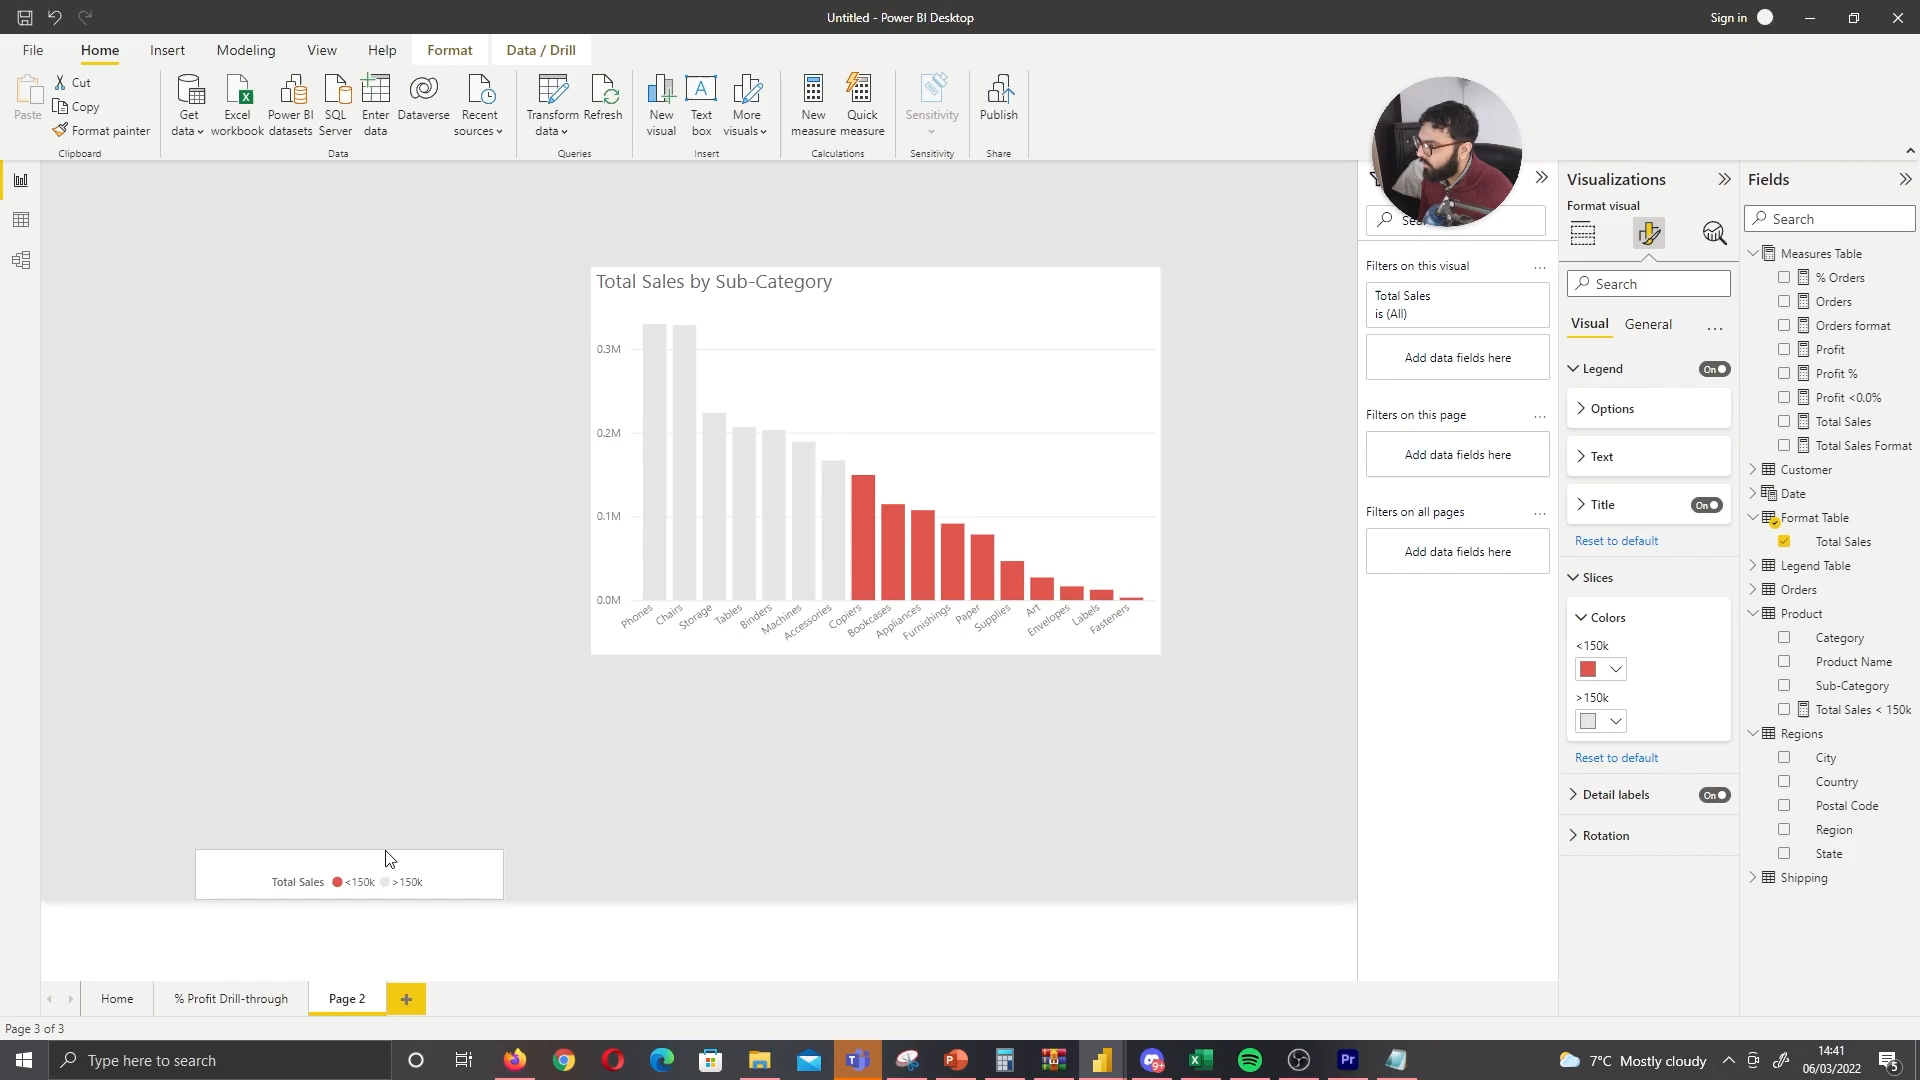 Untitled - Power BI Desktop
Sign in
File
Home
Insert
Modeling
View
Help
Format
Data / Drill
Paste
Cut
Copy
Format painter
Clipboard
Get data
Excel workbook
Power BI datasets
SQL Server
Enter data
Dataverse
Recent sources
Data
Transform data
Refresh
Queries
New visual
Text box
More visuals
Insert
New measure
Quick measure
Calculations
Sensitivity
Sensitivity
Publish
Share
Total Sales by Sub-Category
0.3M
0.2M
0.1M
0.0M
Phones
Chairs
Storage
Tables
Binders
Machines
Accessories
Copiers
Bookcases
Appliances
Furnishings
Paper
Supplies
Art
Envelopes
Labels
Fasteners
Total Sales
<150k
>150k
Filters on this visual
...
Total Sales
is (All)
Add data fields here
Filters on this page
...
Add data fields here
Filters on all pages
...
Add data fields here
Visualizations
Format visual
Search
Visual
General
...
Legend
On
Options
Text
Title
On
Reset to default
Slices
Colors
<150k
>150k
Reset to default
Detail labels
On
Rotation
Fields
Search
Measures Table
% Orders
Orders
Orders format
Profit
Profit %
Profit <0.0%
Total Sales
Total Sales Format
Customer
Date
Format Table
Total Sales
Legend Table
Orders
Product
Category
Product Name
Sub-Category
Total Sales < 150k
Regions
City
Country
Postal Code
Region
State
Shipping
Home
% Profit Drill-through
Page 2
Page 3 of 3
Type here to search
7°C Mostly cloudy
14:41
06/03/2022
5